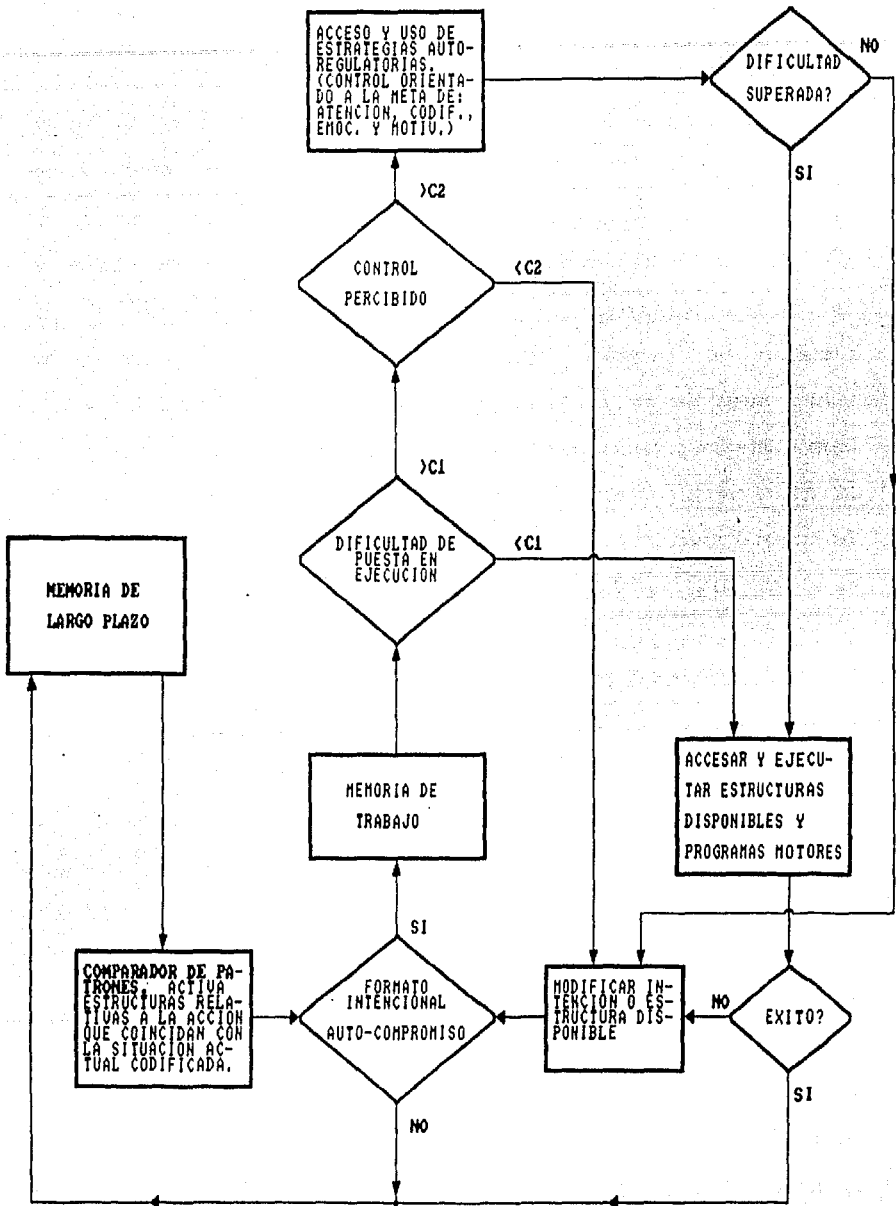 ACCESO Y USO DE
ESTRATEGIAS AUTO-
REGULATORIAS.
(CONTROL ORIENTA-
DO A LA META DE:
ATENCION, CODIF.,
EMOC. Y MOTIV.)
DIFICULTAD
SUPERADA?
NO
SI
>C2
CONTROL
PERCIBIDO
<C2
>C1
DIFICULTAD DE
PUESTA EN
EJECUCIÓN
<C1
MEMORIA DE
LARGO PLAZO
MEMORIA DE
TRABAJO
ACCESAR Y EJECU-
TAR ESTRUCTURAS
DISPONIBLES Y
PROGRAMAS MOTORES
SI
COMPARADOR DE PA-
TRONES. ACTIVA
ESTRUCTURAS RELA-
TIVAS A LA ACCION
QUE COINCIDAN CON
LA SITUACION AC-
TUAL CODIFICADA.
FORMATO
INTENCIONAL
AUTO-COMPROMISO
MODIFICAR IN-
TENCIÓN O ES-
TRUCTURA DIS-
PONIBLE
NO
EXITO?
SI
NO